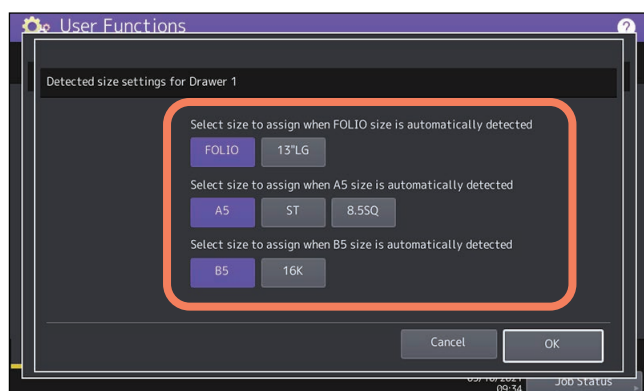 User Functions
?
Detected size settings for Drawer 1
Select size to assign when FOLIO size is automatically detected
FOLIO 13"LG
Select size to assign when A5 size is automatically detected
A5 ST 8.5SQ
Select size to assign when B5 size is automatically detected
B5 16K
Cancel OK
09:34 Job Status